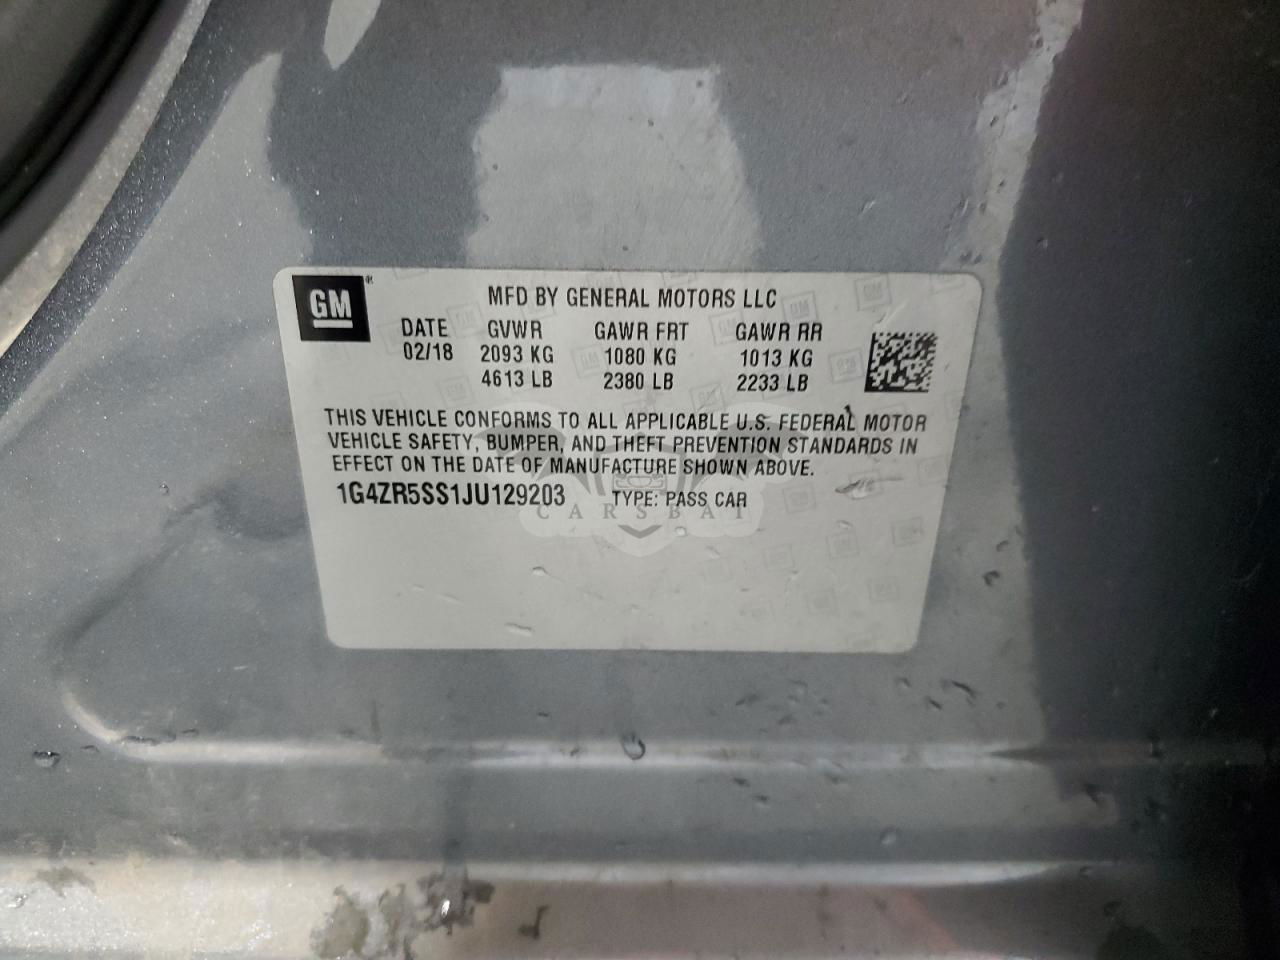 GM®
MFD BY GENERAL MOTORS LLC
DATE GVWR GAWR FRT GAWR RR
02/18 2093 KG 1080 KG 1013 KG
4613 LB 2380 LB 2233 LB
THIS VEHICLE CONFORMS TO ALL APPLICABLE U.S. FEDERAL MOTOR
VEHICLE SAFETY, BUMPER, AND THEFT PREVENTION STANDARDS IN
EFFECT ON THE DATE OF MANUFACTURE SHOWN ABOVE.
1G4ZR5SS1JU129203 TYPE: PASS CAR
CARSBAT